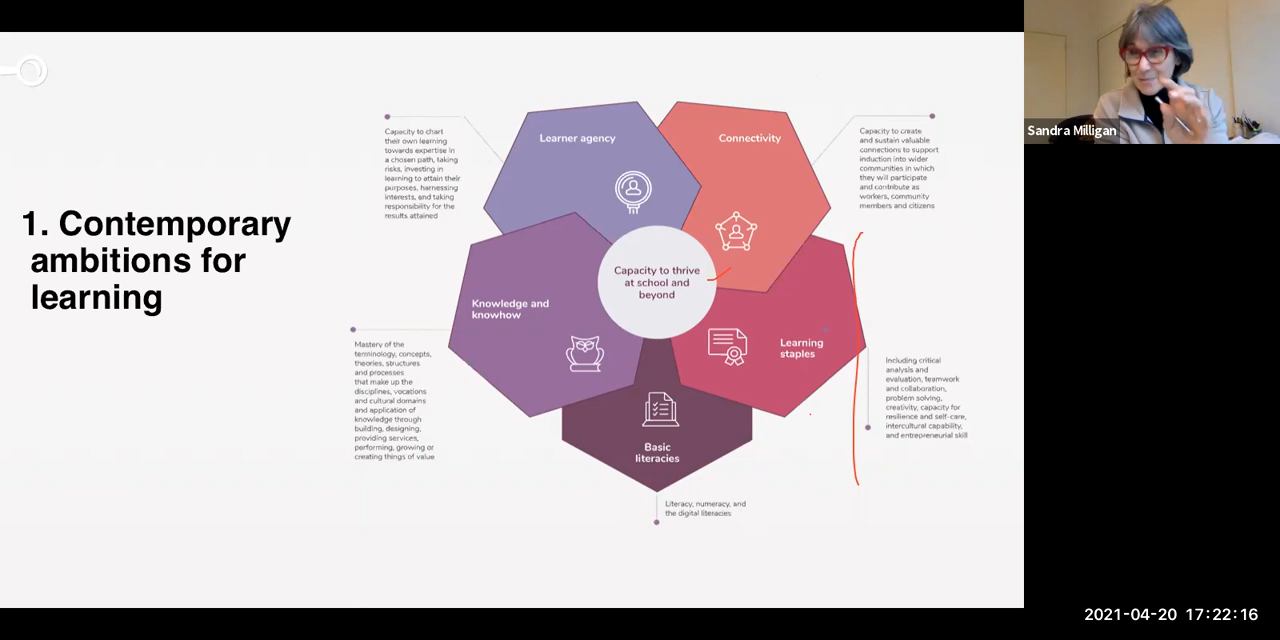 1. Contemporary
ambitions for
learning
Learner agency
Capacity to chart
their own learning
towards expertise in
a chosen path, taking
risks, investing in
learning to attain their
purposes, harnessing
interests, and taking
responsibility for the
results attained
Connectivity
Capacity to create
and sustain valuable
connections to support
induction into wider
communities in which
they will participate
and contribute as
workers, community
members and citizens
Capacity to thrive
at school and
beyond
Knowledge and
knowhow
Mastery of the
terminology, concepts,
theories, structures
and processes
that make up the
disciplines, vocations
and cultural domains
and application of
knowledge through
building, designing,
providing services,
performing, growing or
creating things of value
Learning
staples
Including critical
analysis and
evaluation, teamwork
and collaboration,
problem solving,
creativity, capacity for
resilience and self-care,
intercultural capability,
and entrepreneurial skill
Basic
literacies
Literacy, numeracy, and
the digital literacies
Sandra Milligan
2021-04-20 17:22:16